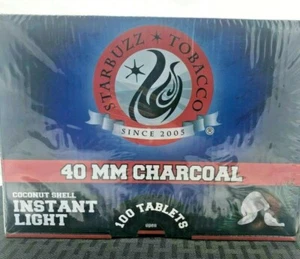 STARBUZZ TOBACCO
SINCE 2005
®
40 MM CHARCOAL
COCONUT SHELL
INSTANT
LIGHT
100 TABLETS